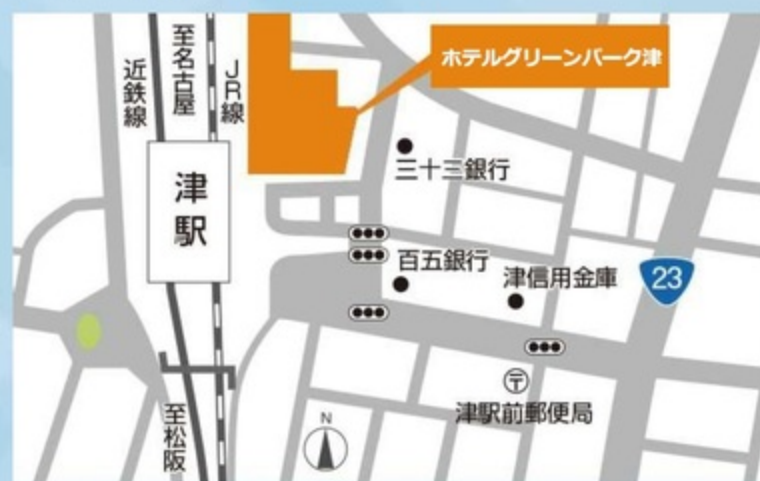 至名古屋
近鉄線
JR線
ホテルグリーンパーク津
三十三銀行
津駅
百五銀行
津信用金庫
23
〒
津駅前郵便局
至松阪
N